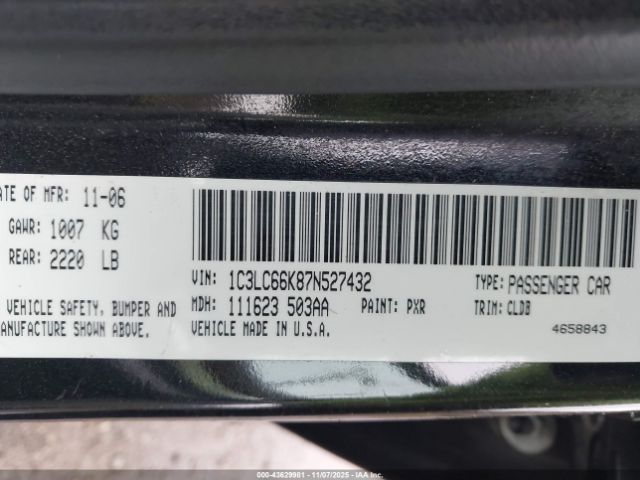 ATE OF MFR: 11-06
GAWR: 1007 KG
REAR: 2220 LB
VEHICLE SAFETY, BUMPER AND
ANUFACTURE SHOWN ABOVE.
VIN: 1C3LC66K87N527432
TYPE: PASSENGER CAR
MDH: 111623 503AA
PAINT: PXR
TRIM: CLDB
VEHICLE MADE IN U.S.A.
4658843
000-43629981 11/07/2025 IAAI.COM